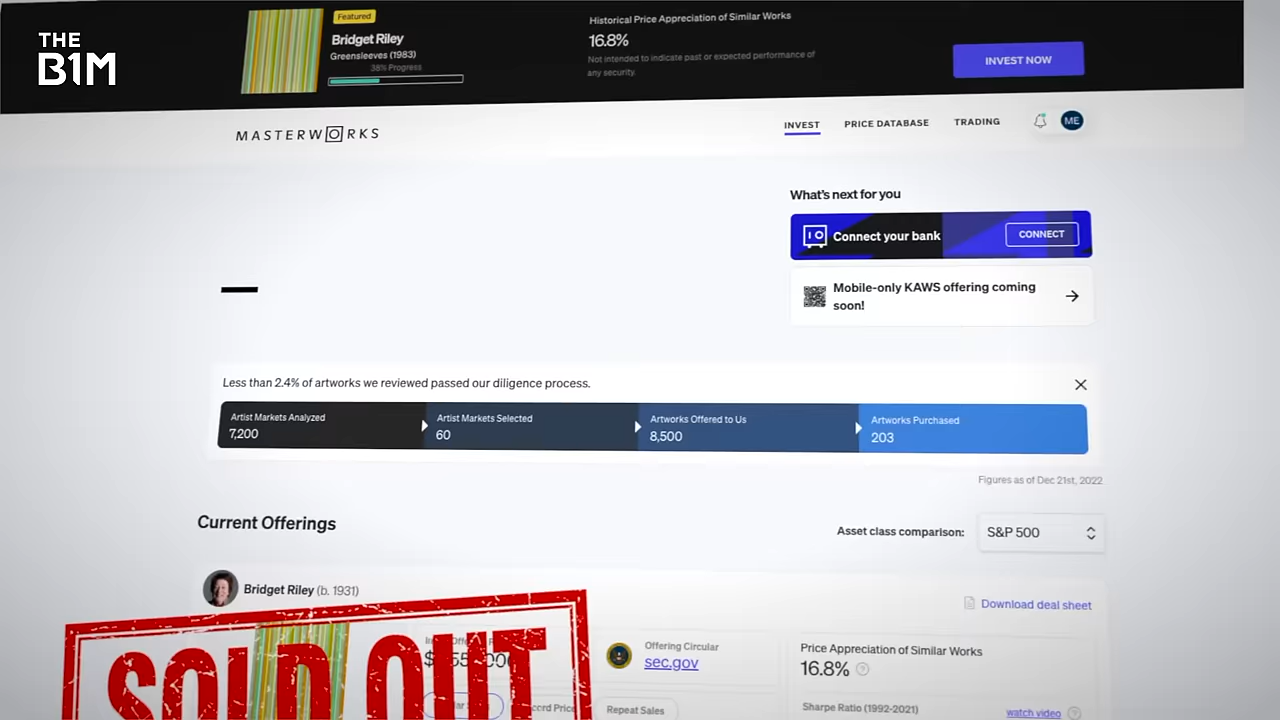 THE
B1M
Featured
Bridget Riley
Greensleeves (1983)
38% Progress
Historical Price Appreciation of Similar Works
16.8%
Not intended to indicate past or expected performance of
any security.
INVEST NOW
MASTERWORKS
INVEST
PRICE DATABASE
TRADING
ME
What's next for you
Connect your bank
CONNECT
Mobile-only KAWS offering coming
soon!
Less than 2.4% of artworks we reviewed passed our diligence process.
Artist Markets Analyzed
7,200
Artist Markets Selected
60
Artworks Offered to Us
8,500
Artworks Purchased
203
Figures as of Dec 21st, 2022
Current Offerings
Asset class comparison:
S&P 500
Bridget Riley (b. 1931)
Download deal sheet
SOLD OUT
Offering Circular
sec.gov
Price Appreciation of Similar Works
16.8%
Repeat Sales
Sharpe Ratio (1992-2021)
watch video